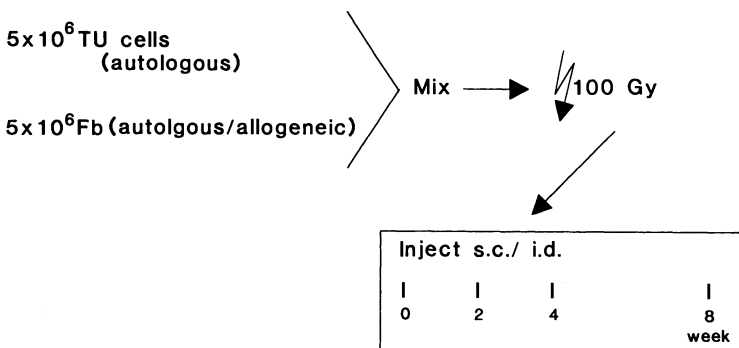 5x10⁶TU cells
(autologous)
Mix
100 Gy
5x10⁶Fb (autolgous/allogeneic)
Inject s.c./ i.d.
0 2 4 8
week